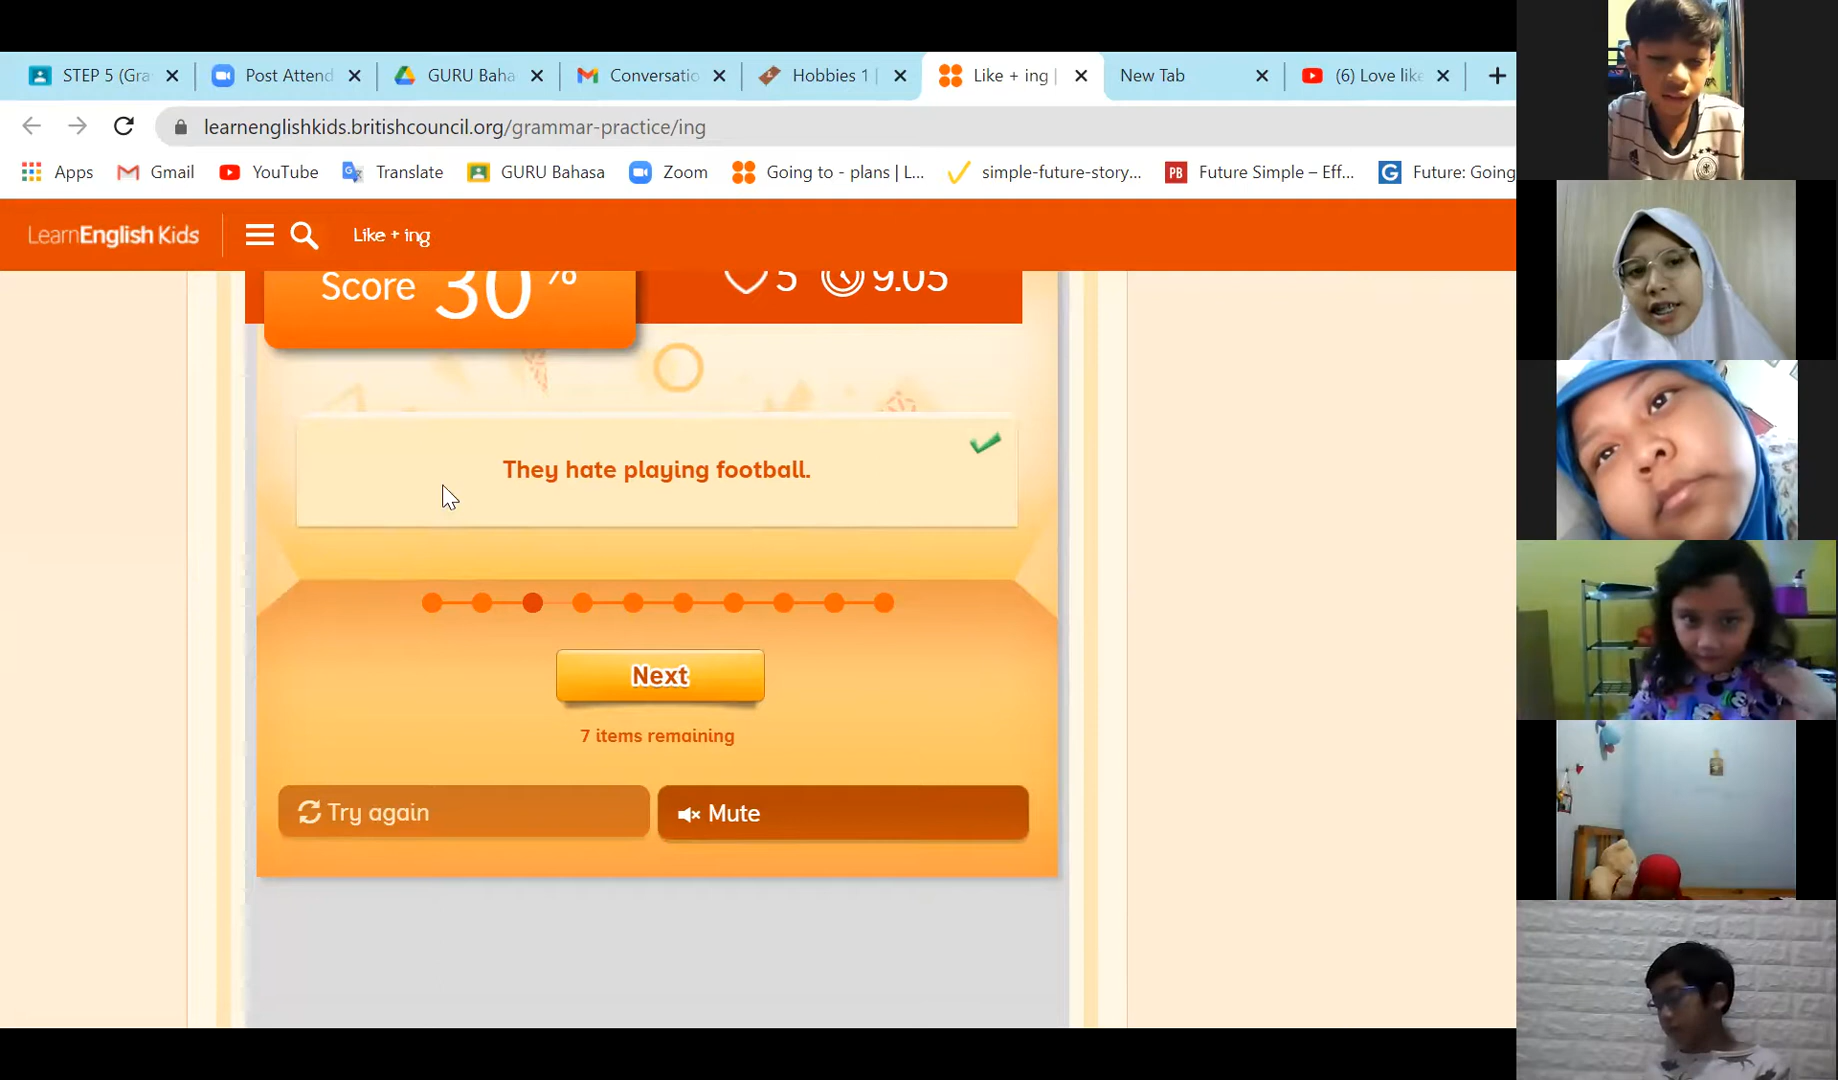 STEP 5 (Gra
Post Attend
GURU Baha
Conversatio
Hobbies 1 |
Like + ing |
New Tab
(6) Love like
learnenglishkids.britishcouncil.org/grammar-practice/ing
Apps
Gmail
YouTube
Translate
GURU Bahasa
Zoom
Going to - plans | L...
simple-future-story...
PB
Future Simple – Eff...
G
Future: Going
LearnEnglish Kids
Like + ing
Score 30 %
5
9.05
They hate playing football.
Next
7 items remaining
Try again
Mute